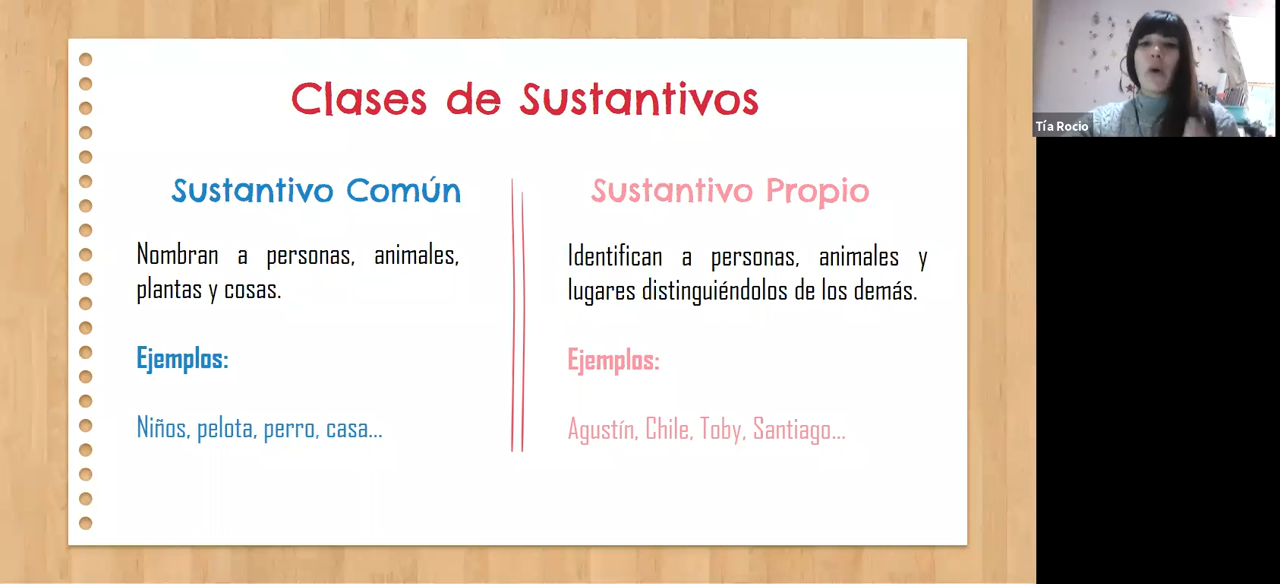 Clases de Sustantivos
Sustantivo Común
Nombran a personas, animales,
plantas y cosas.
Ejemplos:
Niños, pelota, perro, casa...
Sustantivo Propio
Identifican a personas, animales y
lugares distinguiéndolos de los demás.
Ejemplos:
Agustín, Chile, Toby, Santiago...
Tía Rocio